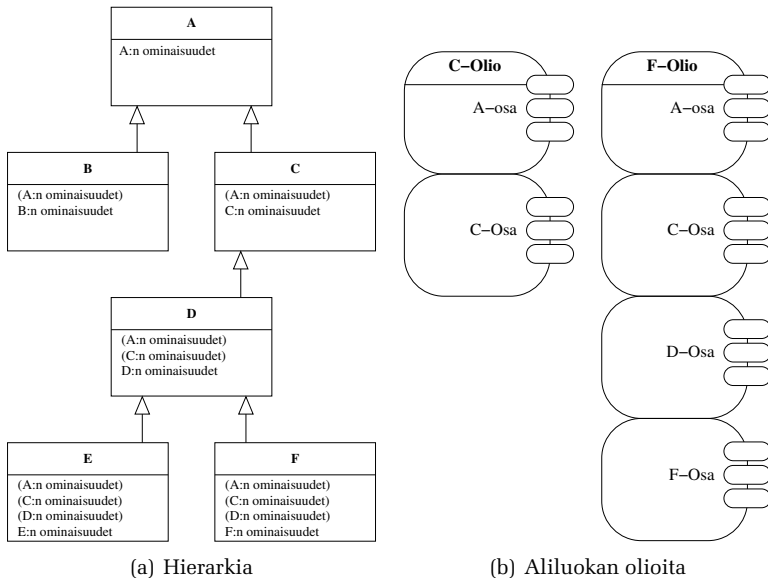 A
A:n ominaisuudet
B
(A:n ominaisuudet)
B:n ominaisuudet
C
(A:n ominaisuudet)
C:n ominaisuudet
D
(A:n ominaisuudet)
(C:n ominaisuudet)
D:n ominaisuudet
E
(A:n ominaisuudet)
(C:n ominaisuudet)
(D:n ominaisuudet)
E:n ominaisuudet
F
(A:n ominaisuudet)
(C:n ominaisuudet)
(D:n ominaisuudet)
F:n ominaisuudet
(a) Hierarkia
C–Olio
A–osa
C–Osa
F–Olio
A–osa
C–Osa
D–Osa
F–Osa
(b) Aliluokan olioita